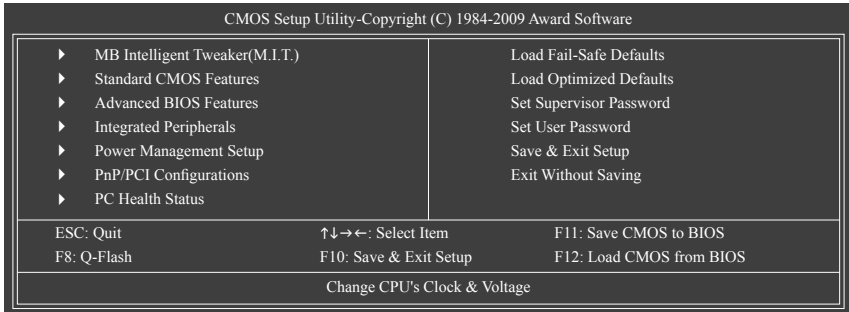 CMOS Setup Utility-Copyright (C) 1984-2009 Award Software
MB Intelligent Tweaker(M.I.T.)
Standard CMOS Features
Advanced BIOS Features
Integrated Peripherals
Power Management Setup
PnP/PCI Configurations
PC Health Status
Load Fail-Safe Defaults
Load Optimized Defaults
Set Supervisor Password
Set User Password
Save & Exit Setup
Exit Without Saving
ESC: Quit ↑↓→←: Select Item F11: Save CMOS to BIOS
F8: Q-Flash F10: Save & Exit Setup F12: Load CMOS from BIOS
Change CPU's Clock & Voltage